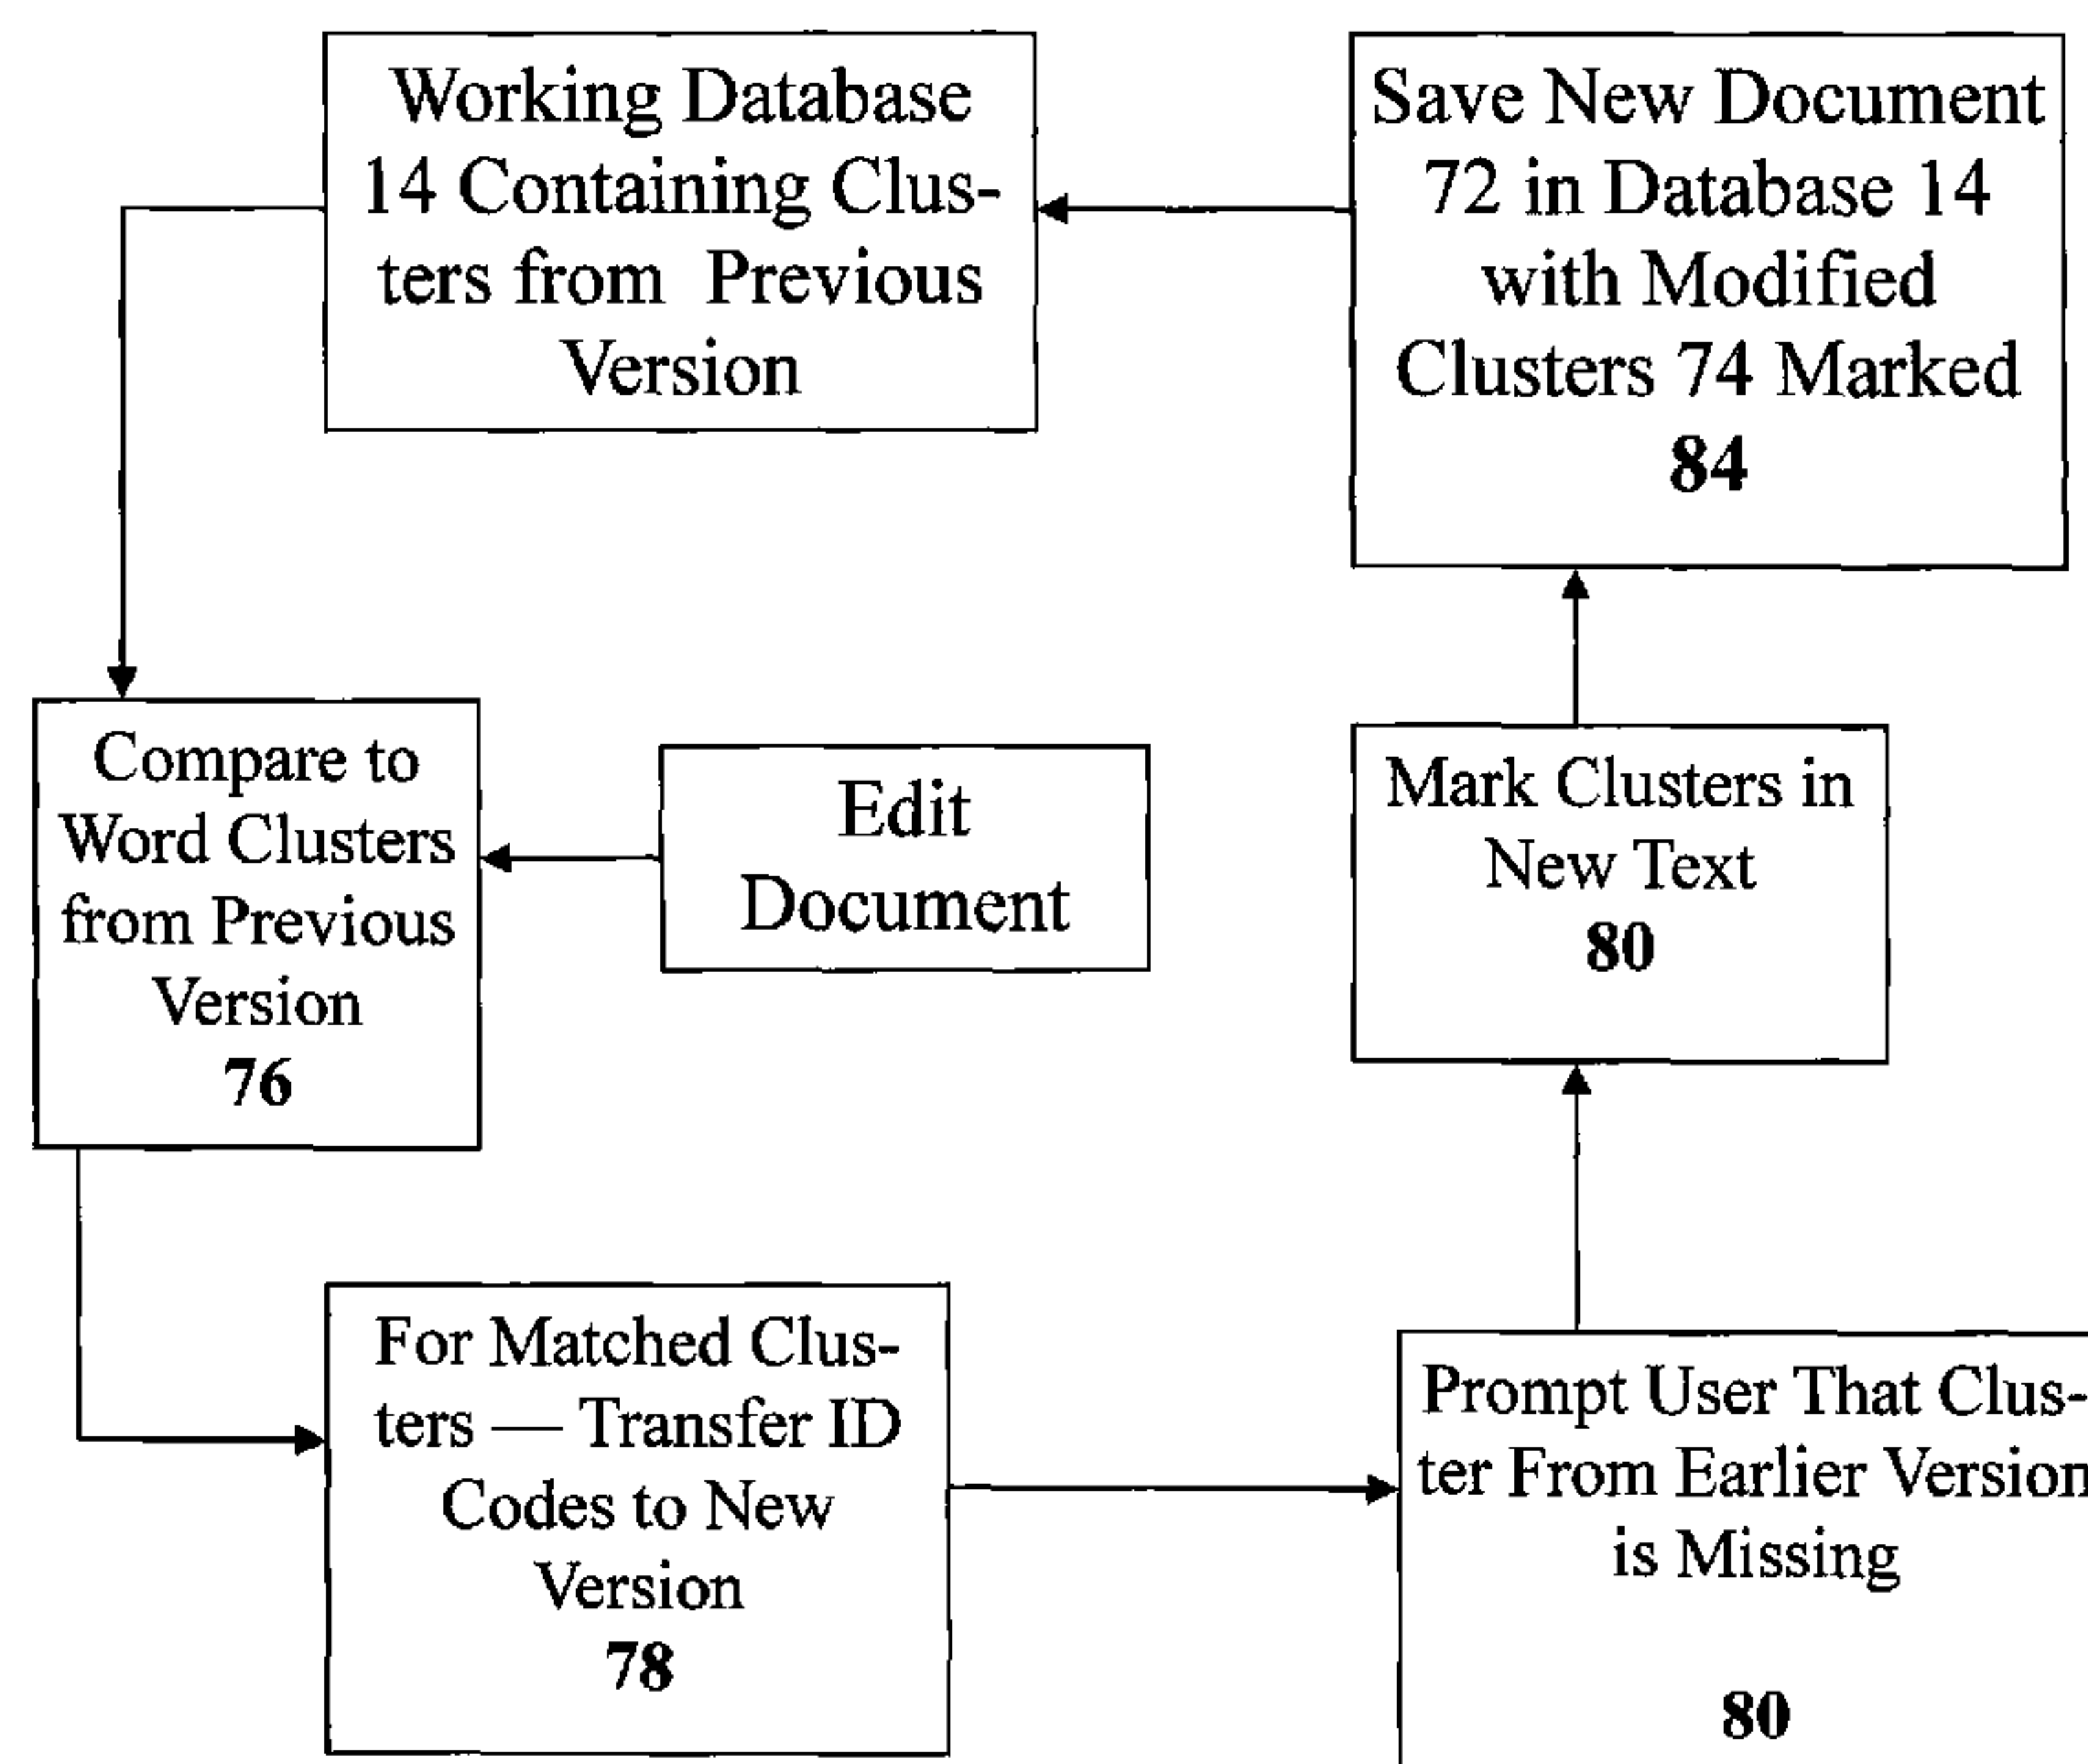 Working Database
14 Containing Clus-
ters from Previous
Version
Save New Document
72 in Database 14
with Modified
Clusters 74 Marked
84
Compare to
Word Clusters
from Previous
Version
76
Edit
Document
Mark Clusters in
New Text
80
For Matched Clus-
ters — Transfer ID
Codes to New
Version
78
Prompt User That Clus-
ter From Earlier Version
is Missing
80